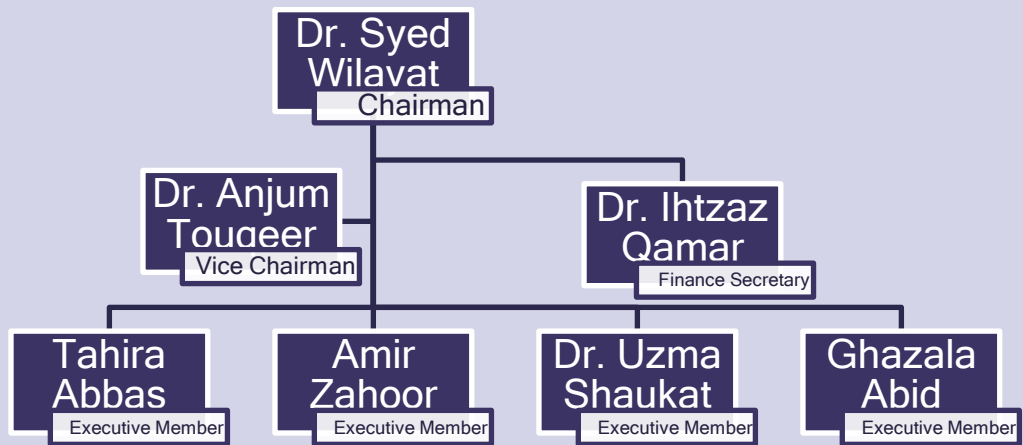 Dr. Syed
Wilayat
Chairman
Dr. Anjum
Touqeer
Vice Chairman
Dr. Ihtzaz
Qamar
Finance Secretary
Tahira
Abbas
Executive Member
Amir
Zahoor
Executive Member
Dr. Uzma
Shaukat
Executive Member
Ghazala
Abid
Executive Member